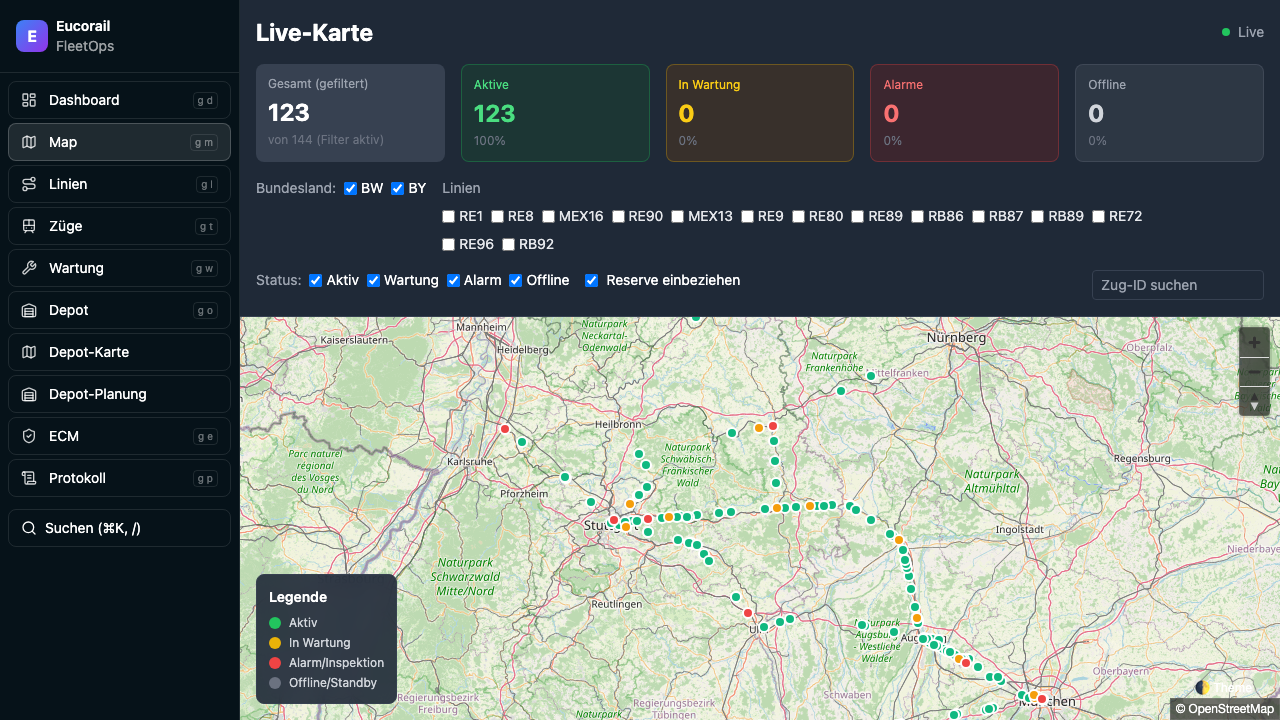 E
Eucorail
FleetOps
Dashboard g d
Map g m
Linien g l
Züge g t
Wartung g w
Depot g o
Depot-Karte
Depot-Planung
ECM g e
Protokoll g p
Suchen (⌘K, /)
Live-Karte
Live
Gesamt (gefiltert)
123
von 144 (Filter aktiv)
Aktive
123
100%
In Wartung
0
0%
Alarme
0
0%
Offline
0
0%
Bundesland: BW BY
Linien
RE1 RE8 MEX16 RE90 MEX13 RE9 RE80 RE89 RB86 RB87 RB89 RE72
RE96 RB92
Status: Aktiv Wartung Alarm Offline Reserve einbeziehen
Zug-ID suchen
Mannheim
Kaiserslautern
Heidelberg
Naturpark
Neckartal-
Odenwald
Nürnberg
Oberpfalz
Naturpark
Frankenhöhe
Mittelfranken
Heilbronn
Karlsruhe
Naturpark
Schwäbisch-
Fränkischer
Wald
Regensburg
Parc naturel
régional
des Vosges
du Nord
Pforzheim
Naturpark
Altmühltal
Ingolstadt
Niederbaye
Naturpark
Schwarzwald
Mitte/Nord
Reutlingen
Naturpark
Augsburg
- Westliche
Wälder
Oberbayern
Schwaben
Regierungsbezirk
Freiburg
Regierungsbezirk
Tübingen
Naturpark
Legende
Aktiv
In Wartung
Alarm/Inspektion
Offline/Standby
© OpenStreetMap